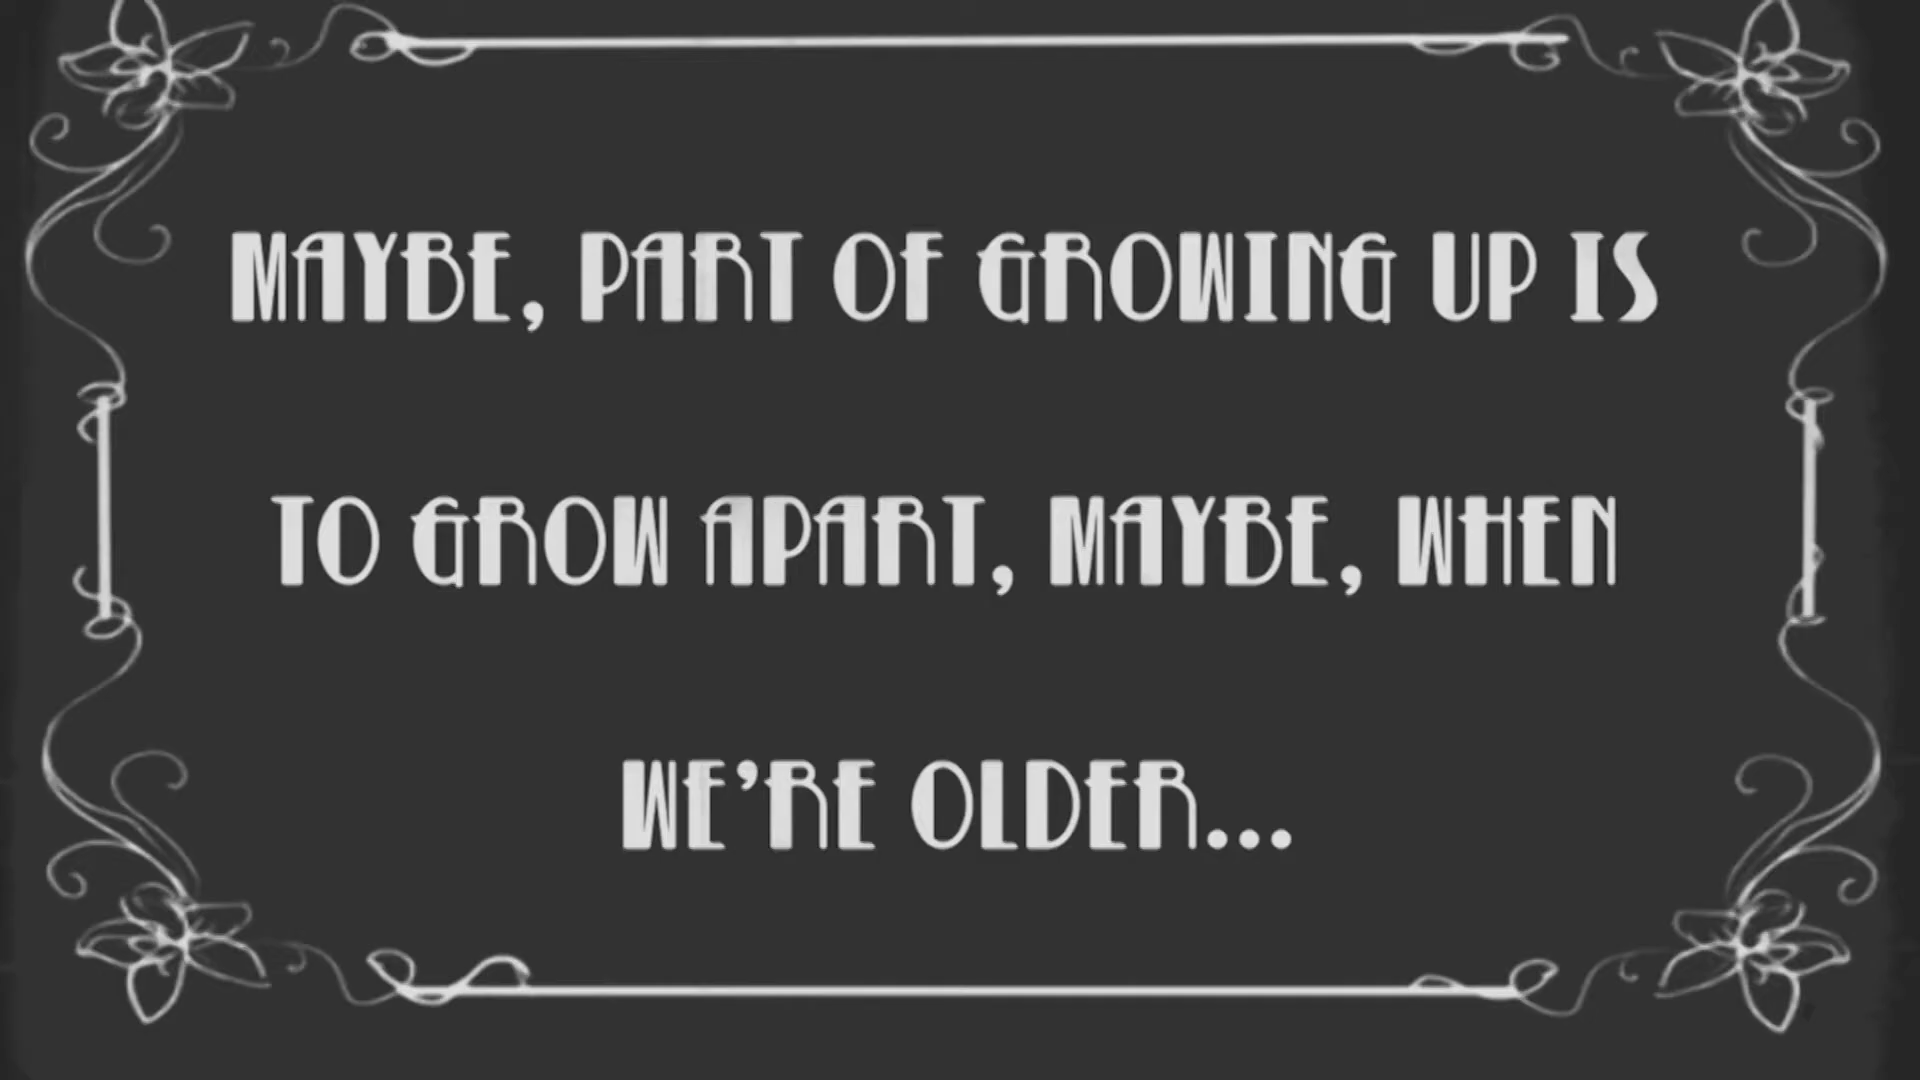 MAYBE, PART OF GROWING UP IS
TO GROW APART, MAYBE, WHEN
WE'RE OLDER...